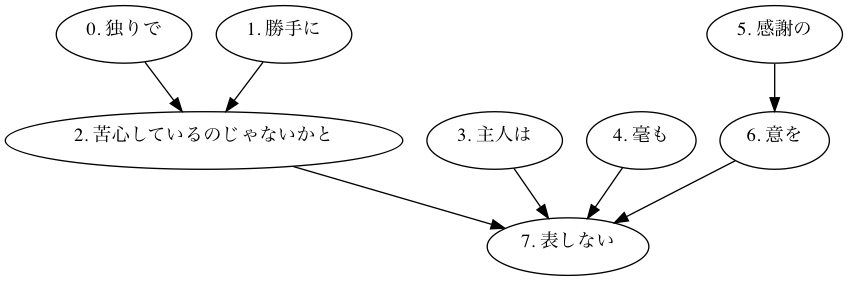 0. 独りで
1. 勝手に
5. 感謝の
2. 苦心しているのじゃないかと
3. 主人は
4. 毫も
6. 意を
7. 表しない